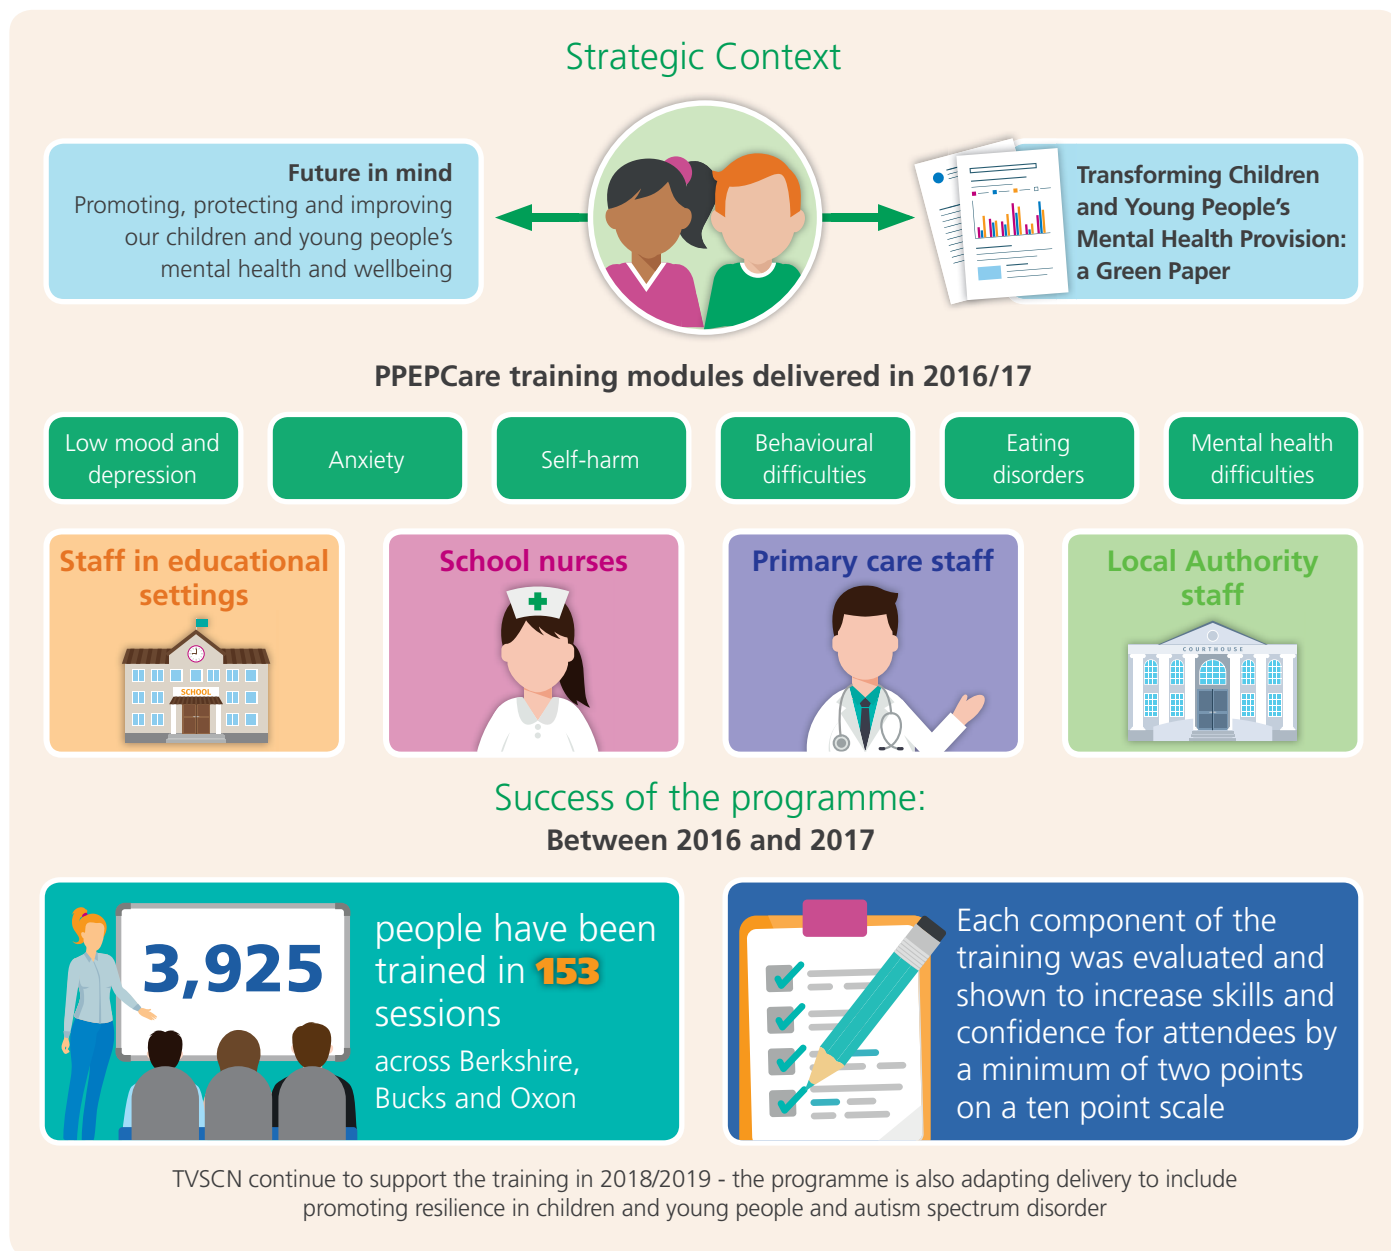 Strategic Context
Future in mind
Promoting, protecting and improving
our children and young people's
mental health and wellbeing
Transforming Children
and Young People's
Mental Health Provision:
a Green Paper
PPEPCare training modules delivered in 2016/17
Low mood and
depression
Anxiety
Self-harm
Behavioural
difficulties
Eating
disorders
Mental health
difficulties
Staff in educational
settings
SCHOOL
School nurses
Primary care staff
Local Authority
staff
COURTHOUSE
Success of the programme:
Between 2016 and 2017
3,925
people have been
trained in 153
sessions
across Berkshire,
Bucks and Oxon
Each component of the
training was evaluated and
shown to increase skills and
confidence for attendees by
a minimum of two points
on a ten point scale
TVSCN continue to support the training in 2018/2019 - the programme is also adapting delivery to include
promoting resilience in children and young people and autism spectrum disorder